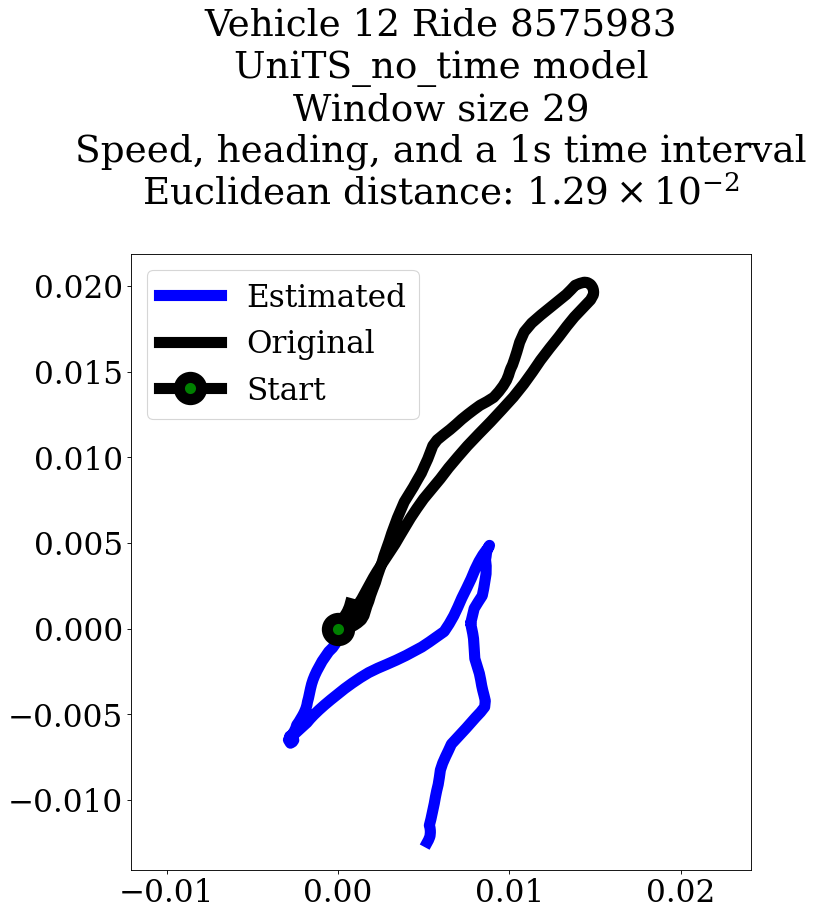 Vehicle 12 Ride 8575983
UniTS_no_time model
Window size 29
Speed, heading, and a 1s time interval
Euclidean distance: 1.29 × 10⁻²
Estimated
Original
Start
0.020
0.015
0.010
0.005
0.000
−0.005
−0.010
−0.01 0.00 0.01 0.02